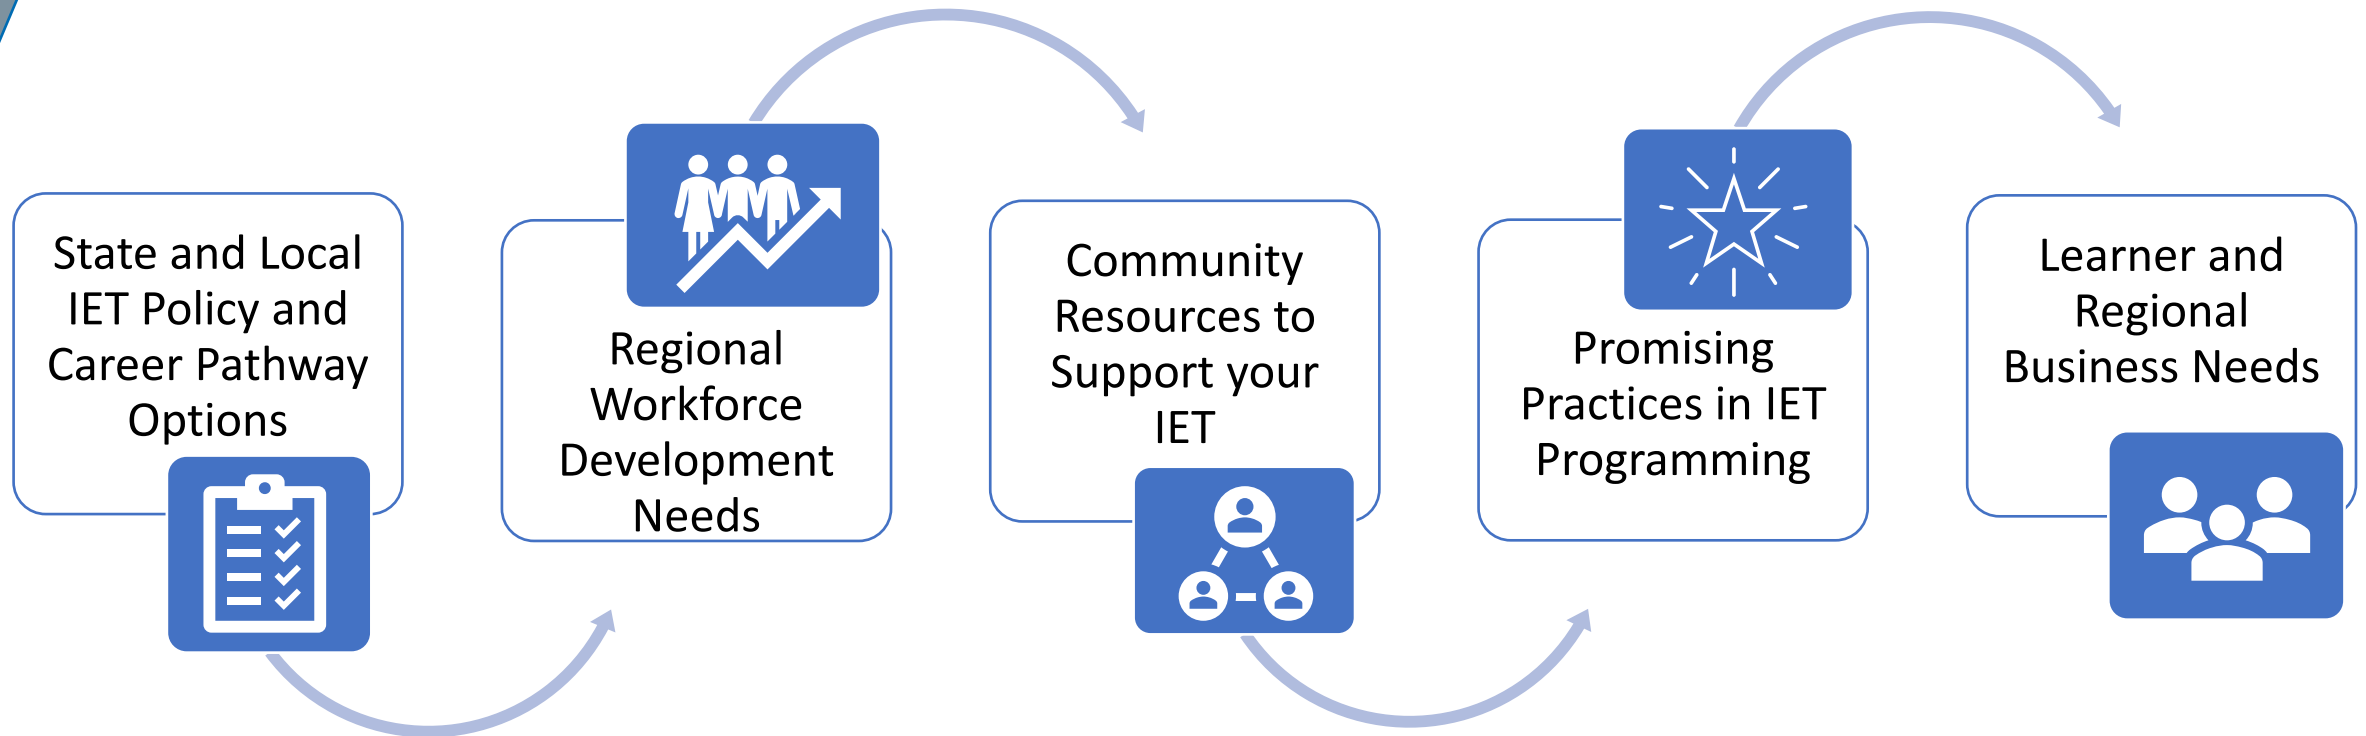 State and Local
IET Policy and
Career Pathway
Options
Regional
Workforce
Development
Needs
Community
Resources to
Support your
IET
Promising
Practices in IET
Programming
Learner and
Regional
Business Needs